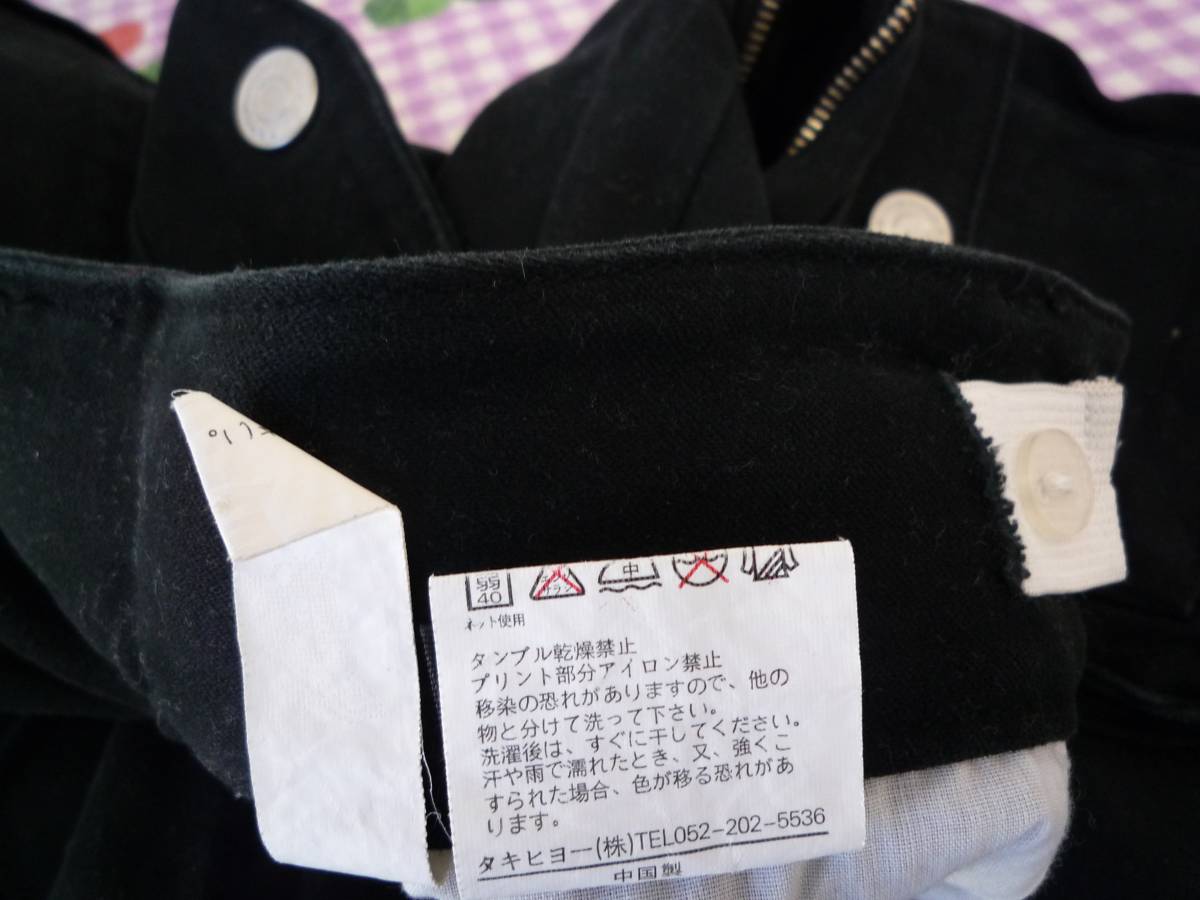 弱
40
中
ネット使用
タンブル乾燥禁止
プリント部分アイロン禁止
移染の恐れがありますので、他の
物と分けて洗って下さい。
洗濯後は、すぐに干してください。
汗や雨で濡れたとき、又、強くこ
すられた場合、色が移る恐れがあ
ります。
タキヒヨー(株)TEL052-202-5536
中国製